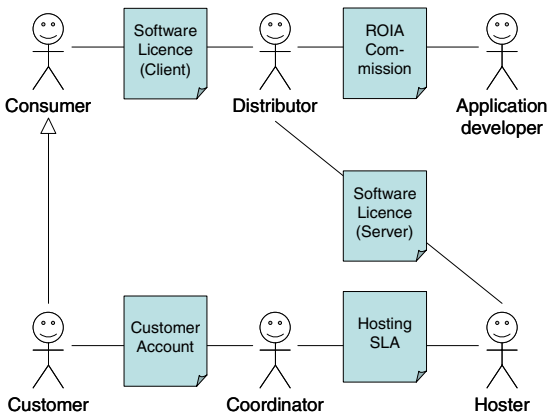 Software
Licence
(Client)
ROIA
Com-
mission
Consumer
Distributor
Application
developer
Software
Licence
(Server)
Customer
Account
Hosting
SLA
Customer
Coordinator
Hoster